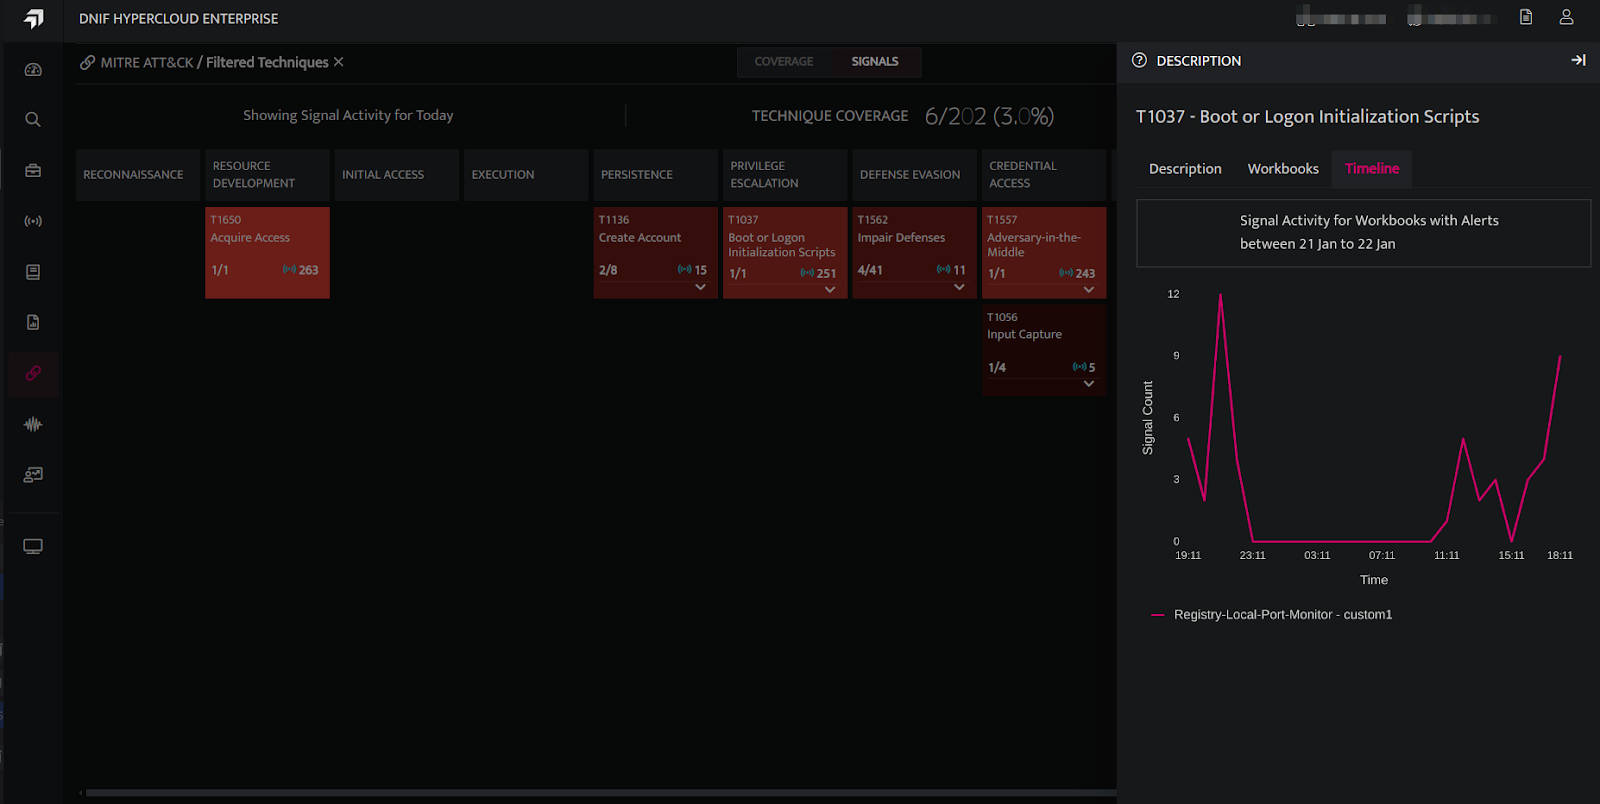 DNIF HYPERCLOUD ENTERPRISE
MITRE ATT&CK / Filtered Techniques ×
COVERAGE
SIGNALS
Showing Signal Activity for Today
TECHNIQUE COVERAGE 6/202 (3.0%)
RECONNAISSANCE
RESOURCE
DEVELOPMENT
INITIAL ACCESS
EXECUTION
PERSISTENCE
PRIVILEGE
ESCALATION
DEFENSE EVASION
CREDENTIAL
ACCESS
T1650
Acquire Access
1/1 263
T1136
Create Account
2/8 15
T1037
Boot or Logon
Initialization Scripts
1/1 251
T1562
Impair Defenses
4/41 11
T1557
Adversary-in-the-
Middle
1/1 243
T1056
Input Capture
1/4 5
DESCRIPTION
T1037 - Boot or Logon Initialization Scripts
Description
Workbooks
Timeline
Signal Activity for Workbooks with Alerts
between 21 Jan to 22 Jan
Signal Count
12
9
6
3
0
19:11 23:11 03:11 07:11 11:11 15:11 18:11
Time
Registry-Local-Port-Monitor - custom1